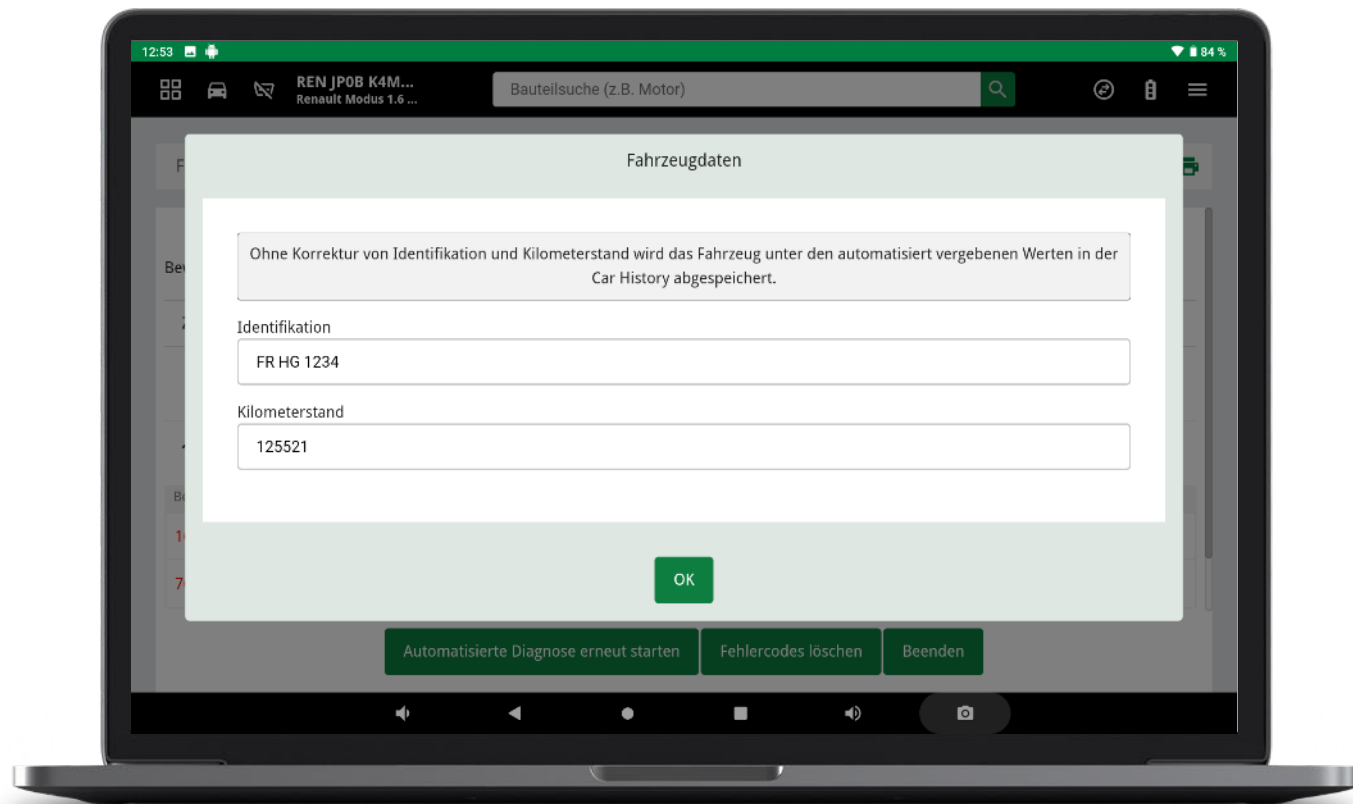 12:53
84 %
REN JP0B K4M...
Renault Modus 1.6 ...
Bauteilsuche (z.B. Motor)
Fahrzeugdaten
Ohne Korrektur von Identifikation und Kilometerstand wird das Fahrzeug unter den automatisiert vergebenen Werten in der
Car History abgespeichert.
Identifikation
FR HG 1234
Kilometerstand
125521
OK
Automatisierte Diagnose erneut starten
Fehlercodes löschen
Beenden